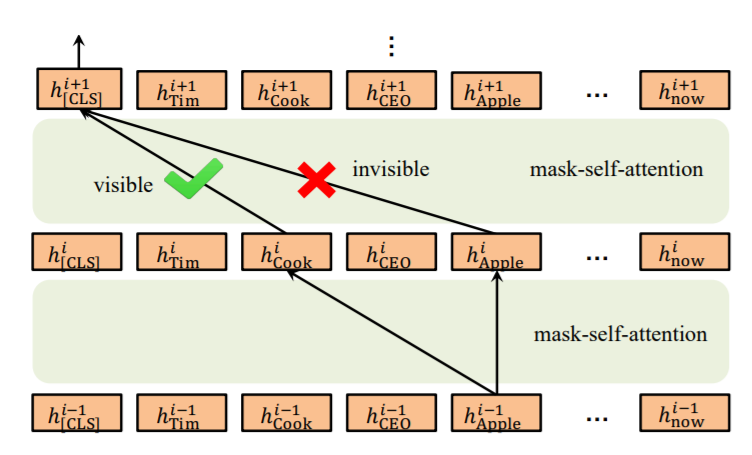 ⋮
h^{i+1}_{[CLS]} h^{i+1}_{Tim} h^{i+1}_{Cook} h^{i+1}_{CEO} h^{i+1}_{Apple} ... h^{i+1}_{now}
visible invisible mask-self-attention
h^{i}_{[CLS]} h^{i}_{Tim} h^{i}_{Cook} h^{i}_{CEO} h^{i}_{Apple} ... h^{i}_{now}
mask-self-attention
h^{i−1}_{[CLS]} h^{i−1}_{Tim} h^{i−1}_{Cook} h^{i−1}_{CEO} h^{i−1}_{Apple} ... h^{i−1}_{now}